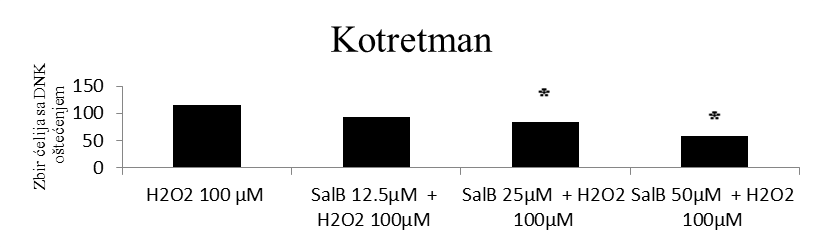 Kotretman
Zbir ćelija sa DNK
oštećenjem
150
100
50
0
*
*
H2O2 100 µM
SalB 12.5µM + H2O2 100µM
SalB 25µM + H2O2 100µM
SalB 50µM + H2O2 100µM